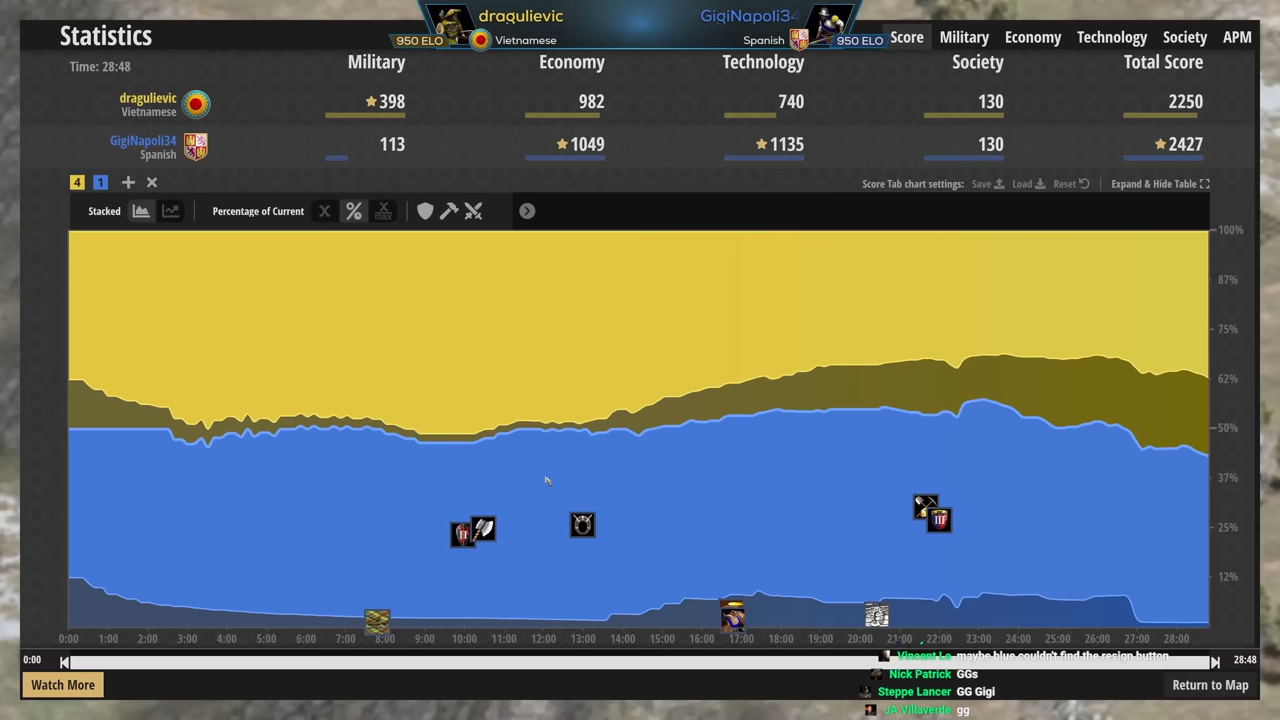 dragulievic
950 ELO
Vietnamese
GigiNapoli34
Spanish
950 ELO
Statistics
Score Military Economy Technology Society APM
Time: 28:48
Military Economy Technology Society Total Score
dragulievic
Vietnamese
398 982 740 130 2250
GigiNapoli34
Spanish
113 1049 1135 130 2427
4 1
Score Tab chart settings: Save Load Reset Expand & Hide Table
Stacked Percentage of Current X % X max
100%
87%
75%
62%
50%
37%
25%
12%
II
III
0:00 1:00 2:00 3:00 4:00 5:00 6:00 7:00 8:00 9:00 10:00 11:00 12:00 13:00 14:00 15:00 16:00 17:00 18:00 19:00 20:00 21:00 22:00 23:00 24:00 25:00 26:00 27:00 28:00
0:00 28:48
Vincent Le maybe blue couldn't find the resign button
Nick Patrick GGs
Steppe Lancer GG Gigi
JA Villaverde gg
Watch More
Return to Map